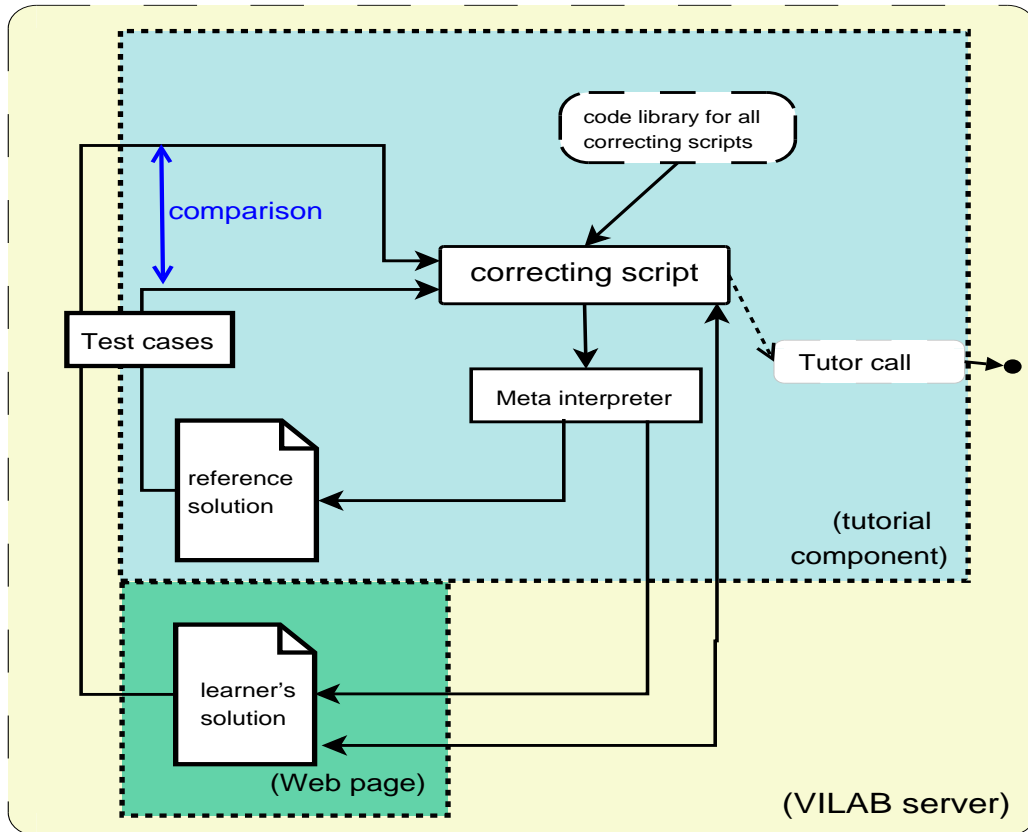 code library for all
correcting scripts
comparison
correcting script
Test cases
Tutor call
Meta interpreter
reference
solution
(tutorial
component)
learner's
solution
(Web page)
(VILAB server)